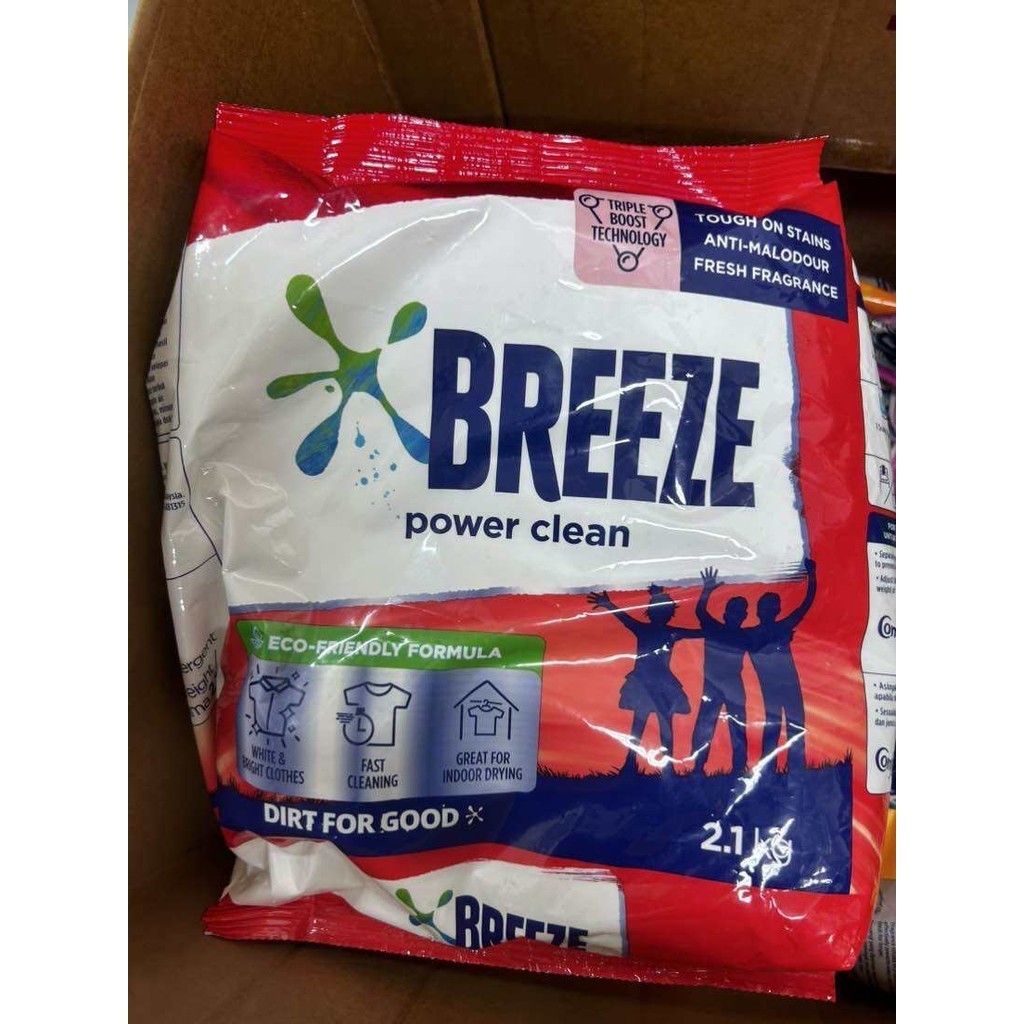 TRIPLE
BOOST
TECHNOLOGY
TOUGH ON STAINS
ANTI-MALODOUR
FRESH FRAGRANCE
BREEZE
power clean
ECO-FRIENDLY FORMULA
WHITE &
BRIGHT CLOTHES
FAST
CLEANING
GREAT FOR
INDOOR DRYING
DIRT FOR GOOD
2.1 kg
BREEZE